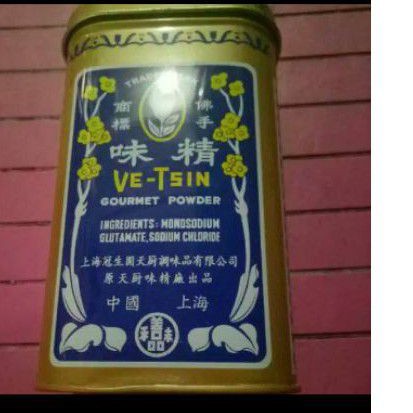 TRADE MARK
商標 佛手
味精
VE-TSIN
GOURMET POWDER
INGREDIENTS: MONOSODIUM
GLUTAMATE, SODIUM CHLORIDE
上海冠生園天厨調味品有限公司
原天厨味精廠出品
中國 上海